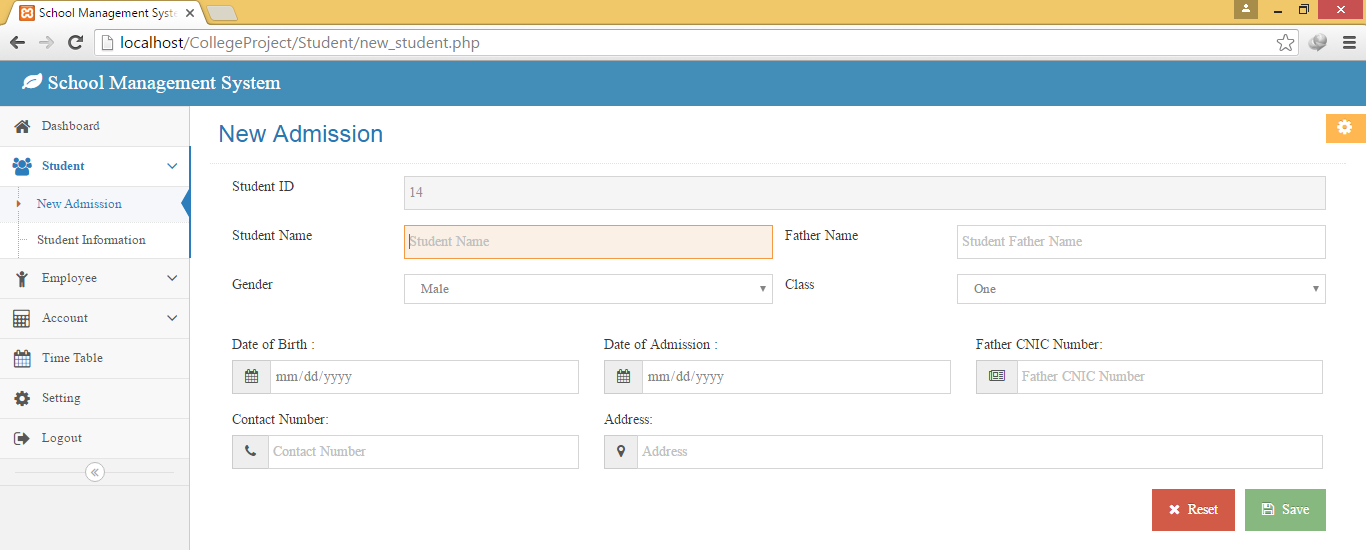 School Management Syst
localhost/CollegeProject/Student/new_student.php
School Management System
Dashboard
Student
New Admission
Student Information
Employee
Account
Time Table
Setting
Logout
New Admission
Student ID
14
Student Name
Student Name
Father Name
Student Father Name
Gender
Male
Class
One
Date of Birth :
mm/dd/yyyy
Date of Admission :
mm/dd/yyyy
Father CNIC Number:
Father CNIC Number
Contact Number:
Contact Number
Address:
Address
Reset
Save